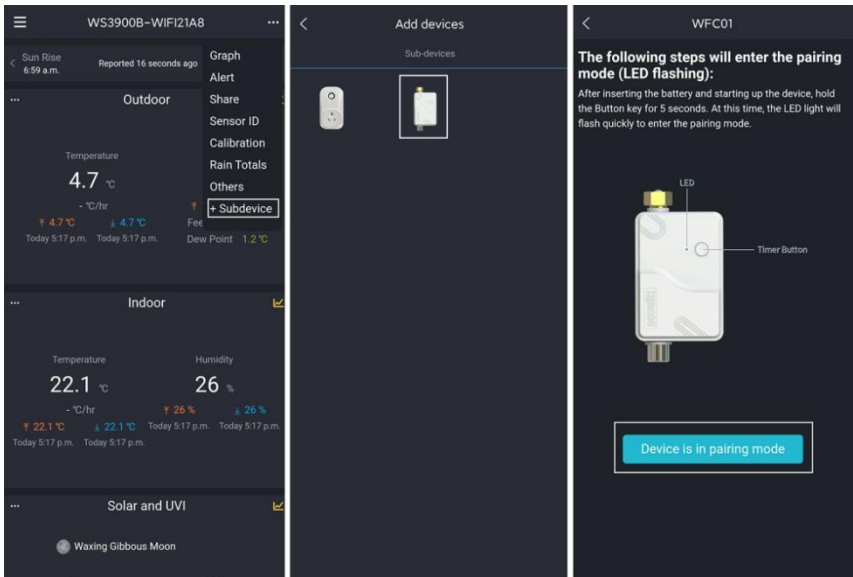 WS3900B-WIFI21A8
Sun Rise
6:59 a.m.
Reported 16 seconds ago
Graph
Alert
Share
Sensor ID
Calibration
Rain Totals
Others
+ Subdevice
Outdoor
Temperature
4.7 ℃
- ℃/hr
4.7 ℃ 4.7 ℃
Today 5:17 p.m. Today 5:17 p.m.
Fee
Dew Point 1.2 ℃
Indoor
Temperature Humidity
22.1 ℃ 26 %
- ℃/hr
22.1 ℃ 22.1 ℃
26 % 26 %
Today 5:17 p.m. Today 5:17 p.m.
Today 5:17 p.m. Today 5:17 p.m.
Solar and UVI
Waxing Gibbous Moon
Add devices
Sub-devices
WFC01
The following steps will enter the pairing
mode (LED flashing):
After inserting the battery and starting up the device, hold
the Button key for 5 seconds. At this time, the LED light will
flash quickly to enter the pairing mode.
LED
Timer Button
ecowitt
Device is in pairing mode